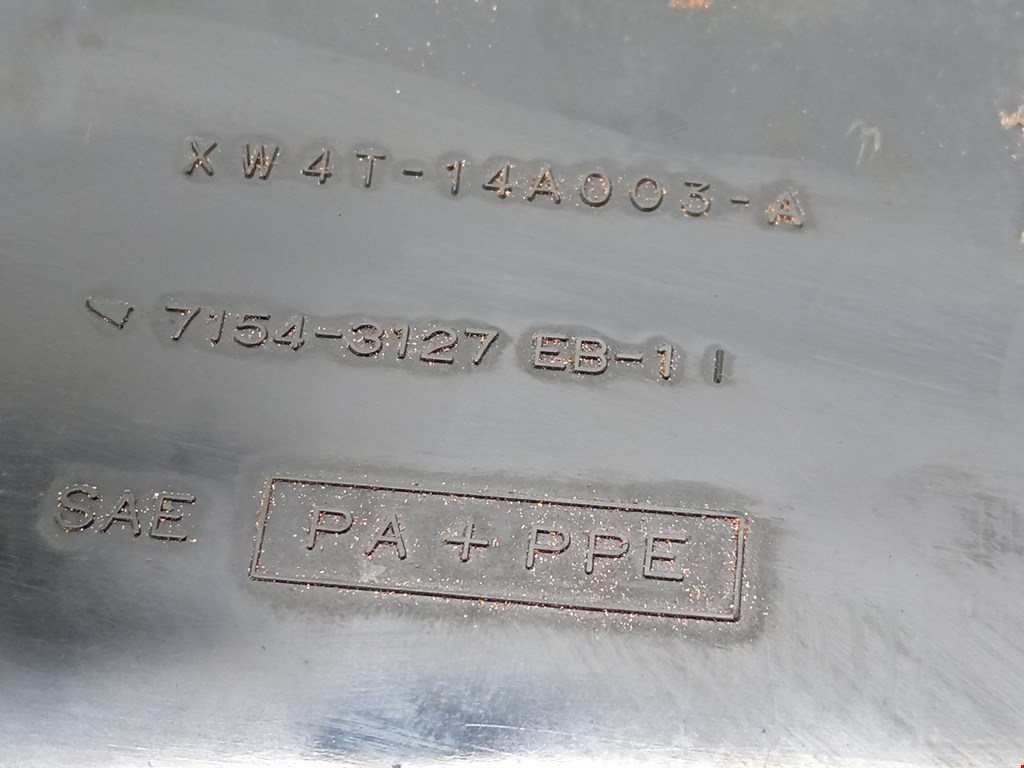 XW4T-14A003-A
7154-3127 EB-1 I
SAE PA+PPE